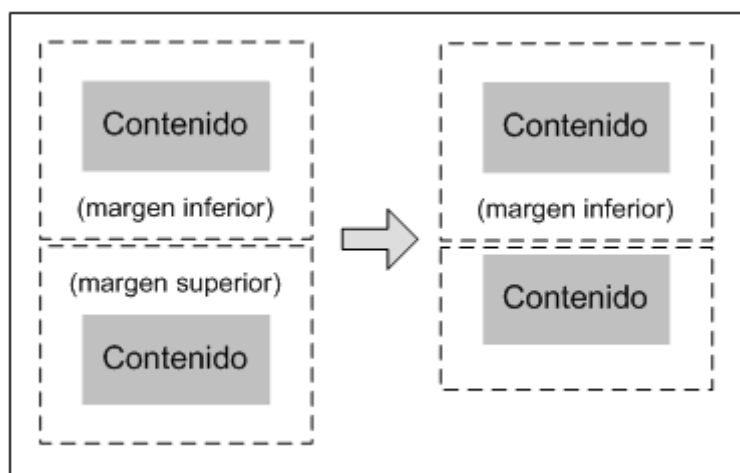 Contenido
(margen inferior)
(margen superior)
Contenido
Contenido
(margen inferior)
Contenido